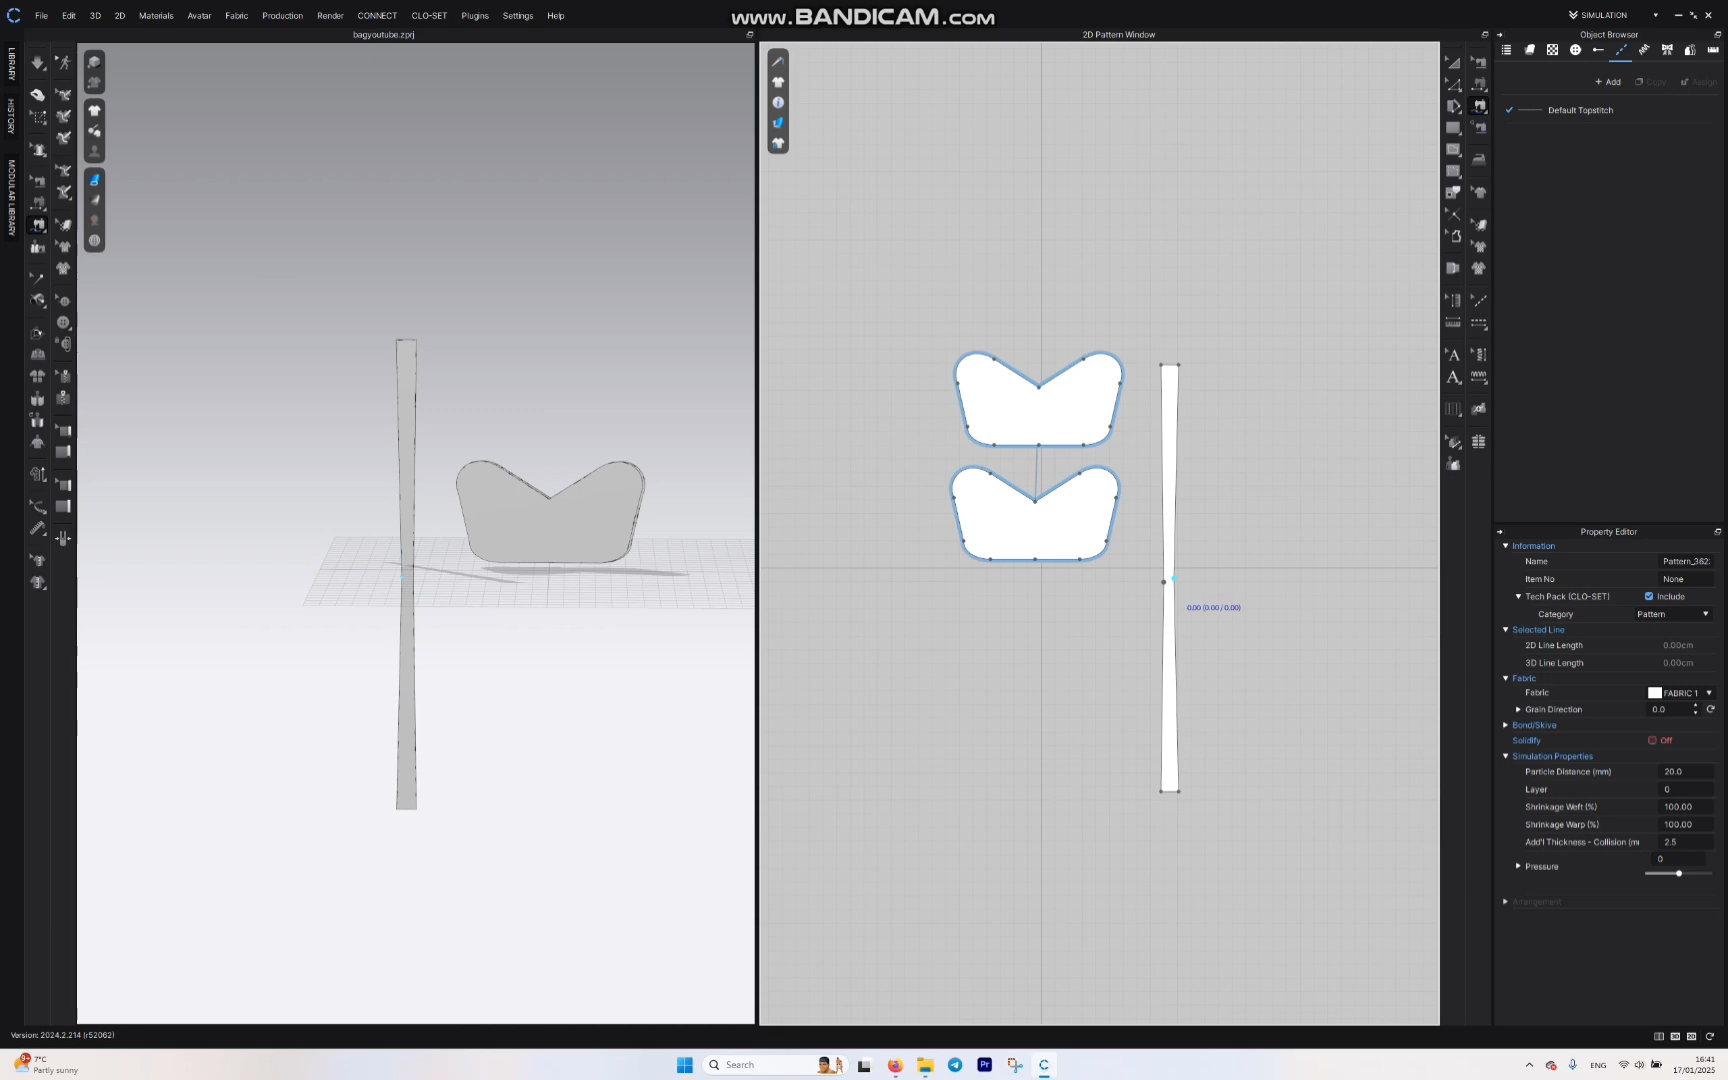 File Edit 3D 2D Materials Avatar Fabric Production Render CONNECT CLO-SET Plugins Settings Help
www.BANDICAM.com
SIMULATION
bagyoutube.zprj
2D Pattern Window
Object Browser
LIBRARY
HISTORY
MODULAR LIBRARY
+ Add Copy Assign
Default Topstitch
0.00 (0.00 / 0.00)
Property Editor
Information
Name Pattern_362
Item No None
Tech Pack (CLO-SET) Include
Category Pattern
Selected Line
2D Line Length 0.00cm
3D Line Length 0.00cm
Fabric
Fabric FABRIC 1
Grain Direction 0.0
Bond/Skive
Solidify Off
Simulation Properties
Particle Distance (mm) 20.0
Layer 0
Shrinkage Weft (%) 100.00
Shrinkage Warp (%) 100.00
Add'l Thickness - Collision (m 2.5
Pressure 0
Arrangement
Version: 2024.2.214 (r52062)
9+
7°C
Partly sunny
Search
Pr
ENG
16:41
17/01/2025